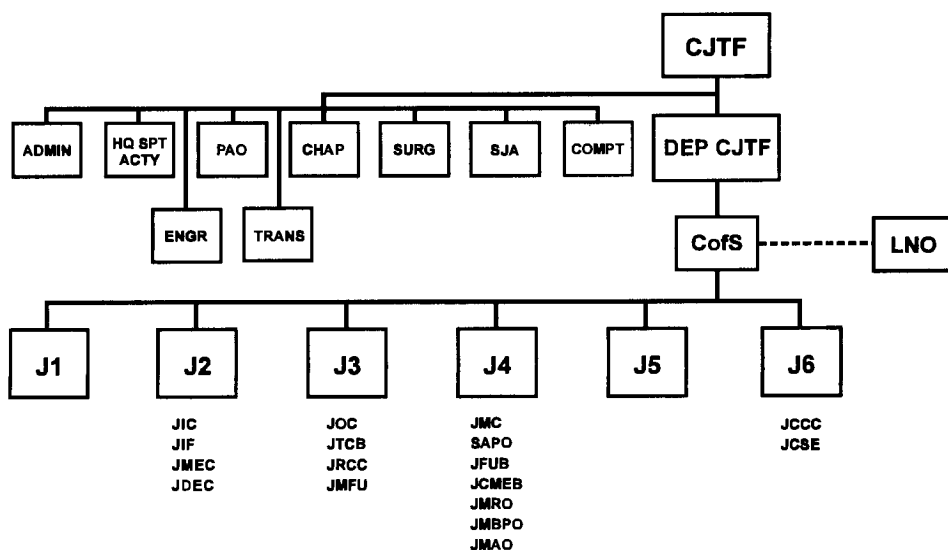 CJTF
ADMIN
HQ SPT
ACTY
PAO
CHAP
SURG
SJA
COMPT
DEP CJTF
ENGR
TRANS
CofS
LNO
J1
J2
J3
J4
J5
J6
JIC
JIF
JMEC
JDEC
JOC
JTCB
JRCC
JMFU
JMC
SAPO
JFUB
JCMEB
JMRO
JMBPO
JMAO
JCCC
JCSE